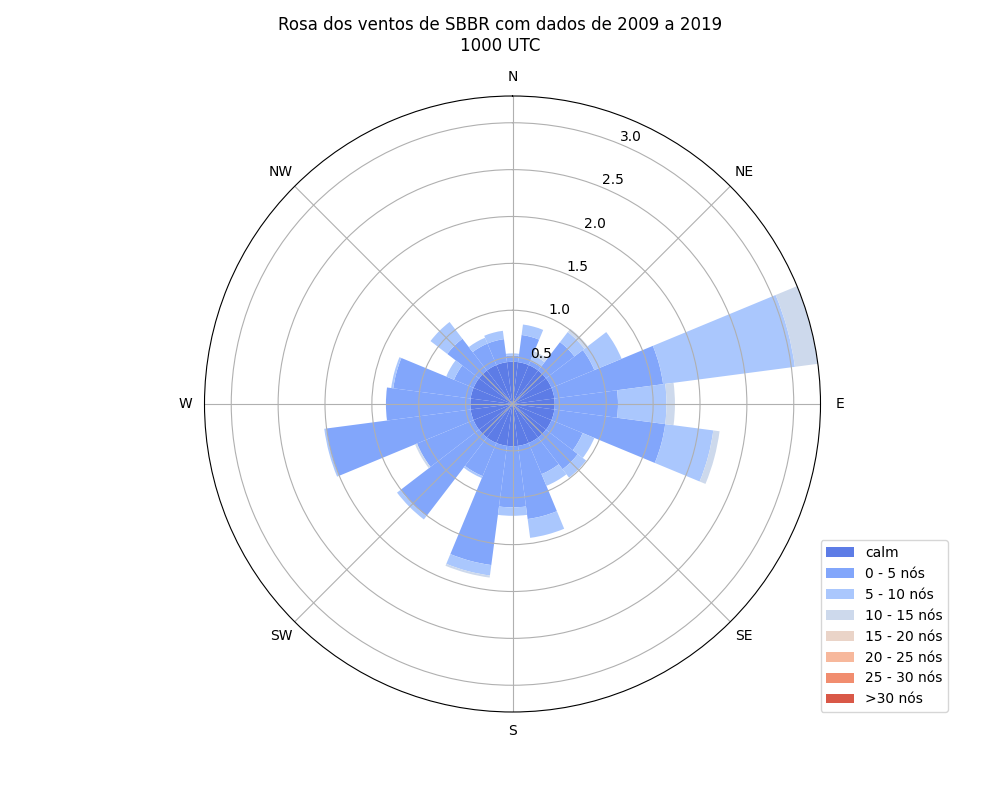 Rosa dos ventos de SBBR com dados de 2009 a 2019
1000 UTC
N
NW
NE
3.0
2.5
2.0
1.5
1.0
0.5
W
E
SW
SE
S
calm
0 - 5 nós
5 - 10 nós
10 - 15 nós
15 - 20 nós
20 - 25 nós
25 - 30 nós
>30 nós